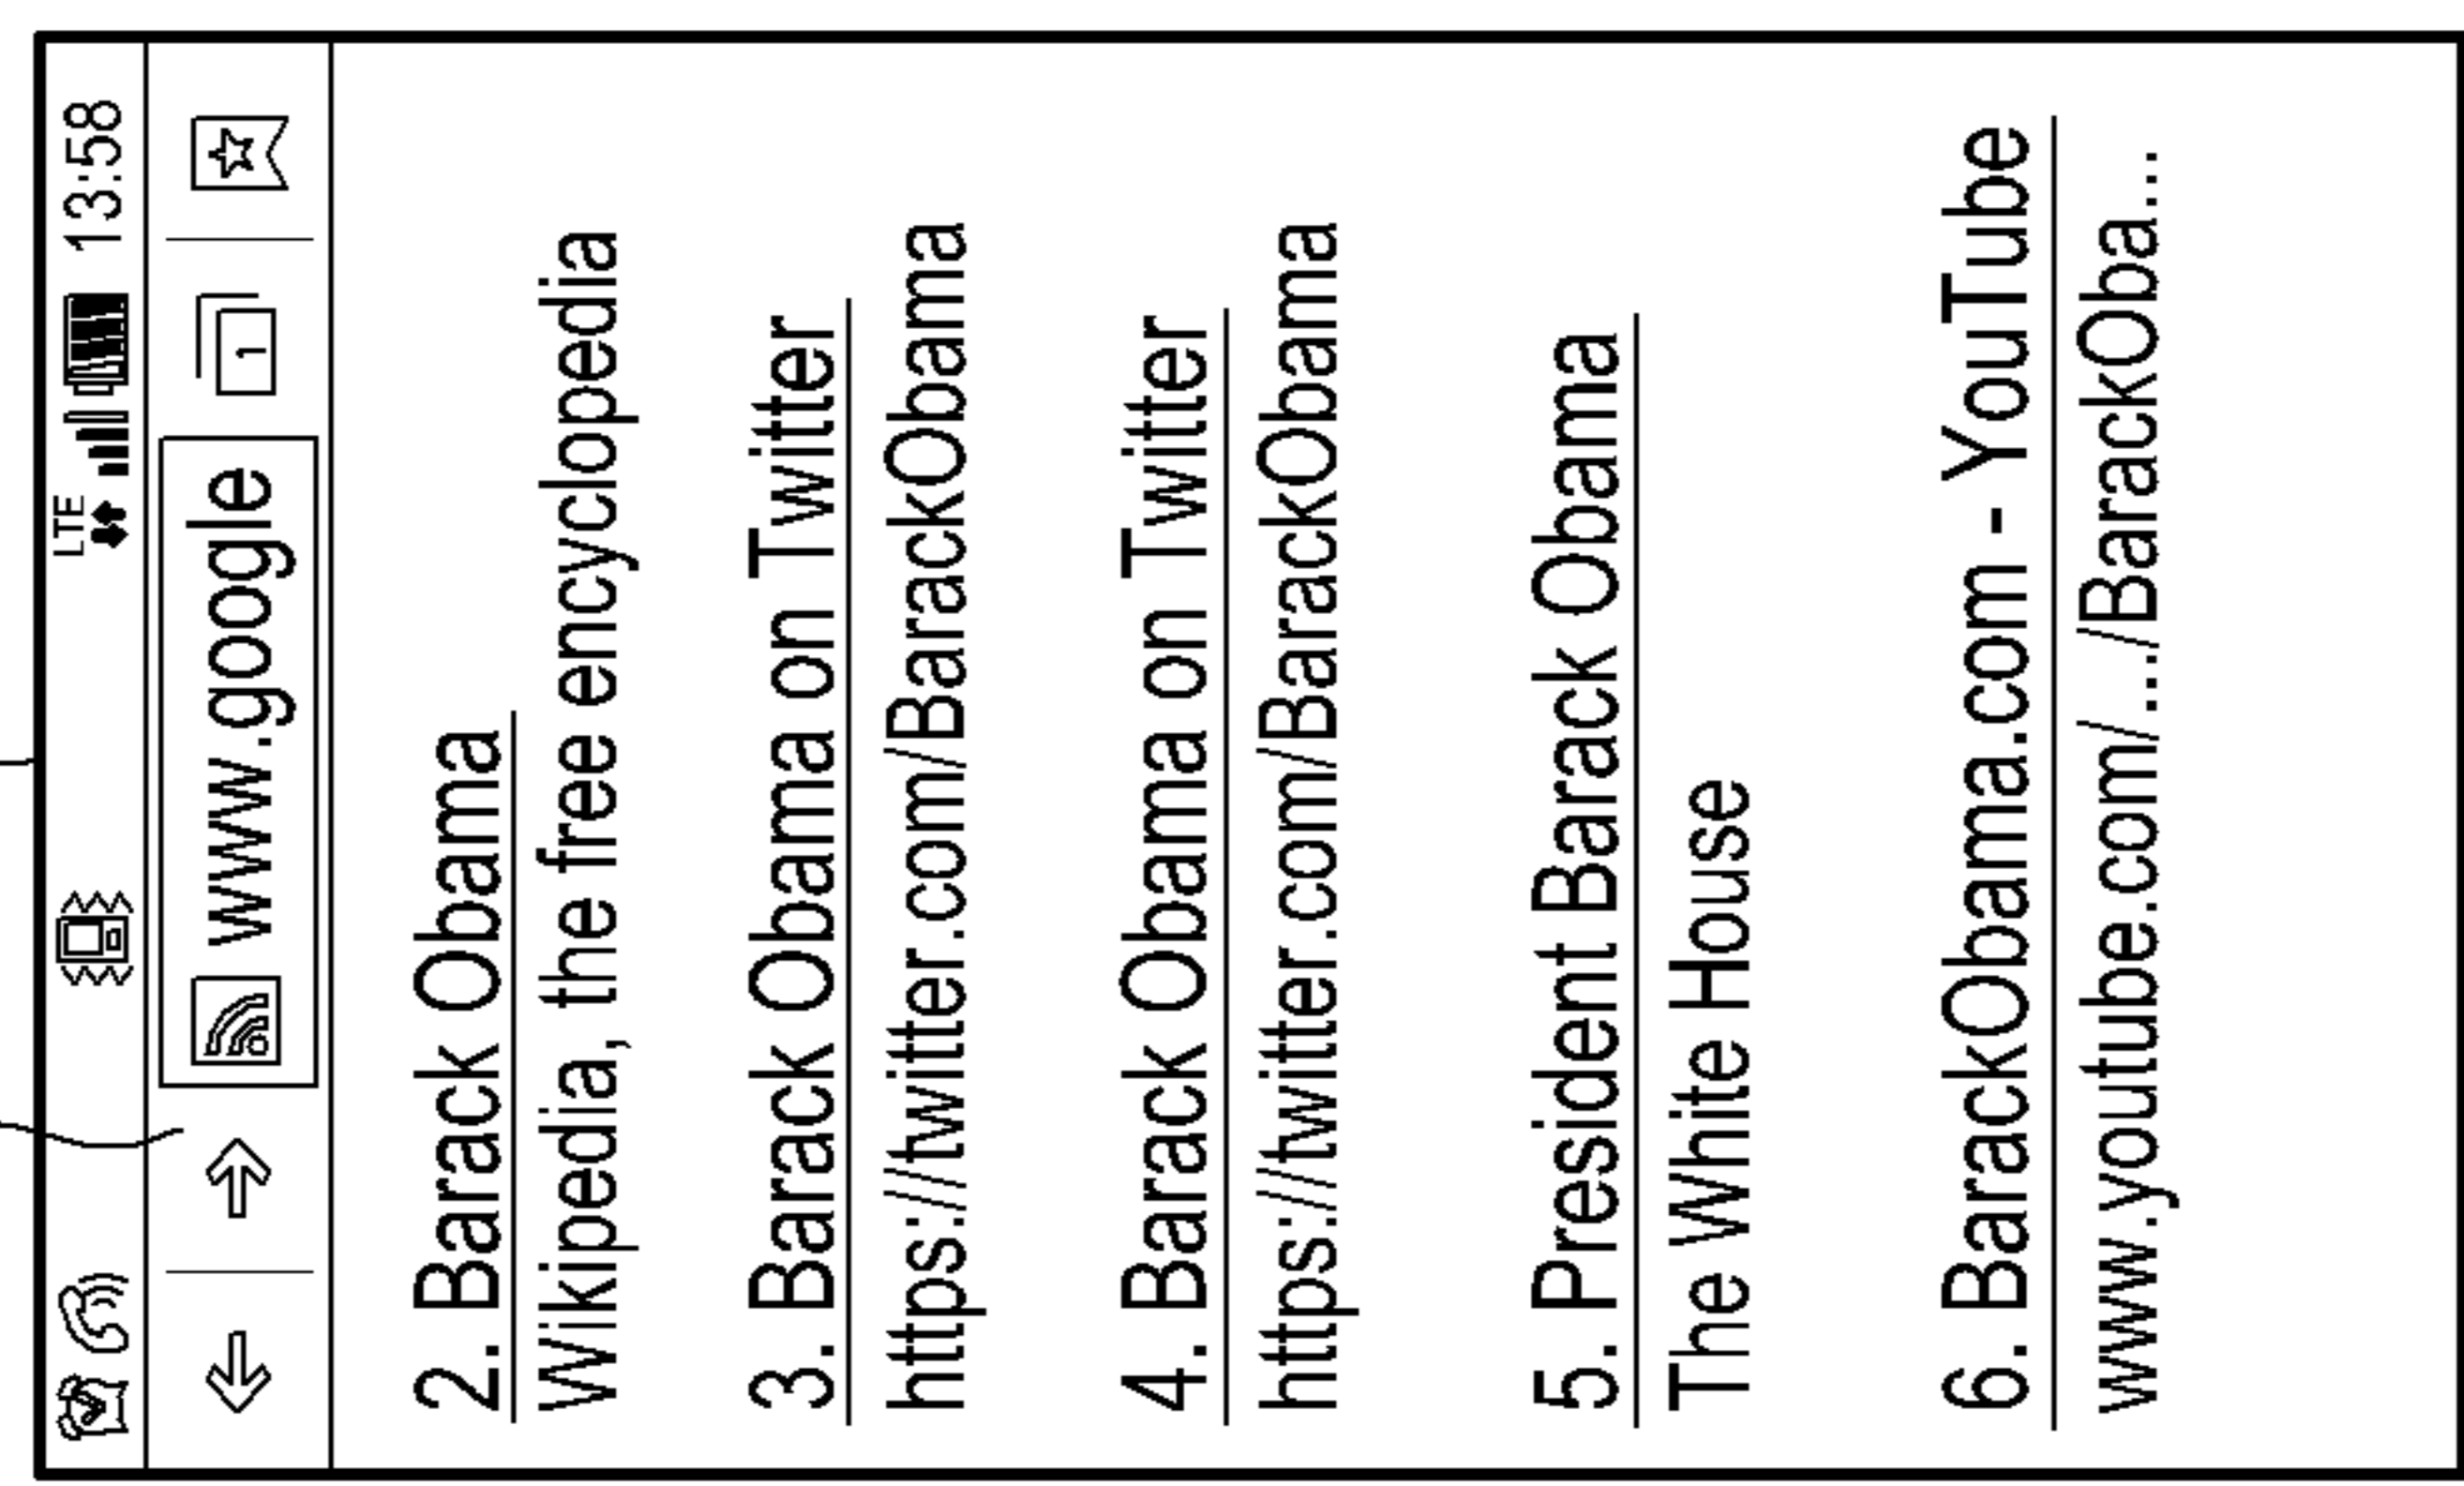 LTE 13:58
www.google 1
2. Barack Obama
Wikipedia, the free encyclopedia
3. Barack Obama on Twitter
https://twitter.com/BarackObama
4. Barack Obama on Twitter
https://twitter.com/BarackObama
5. President Barack Obama
The White House
6. BarackObama.com - YouTube
www.youtube.com/.../BarackOba...